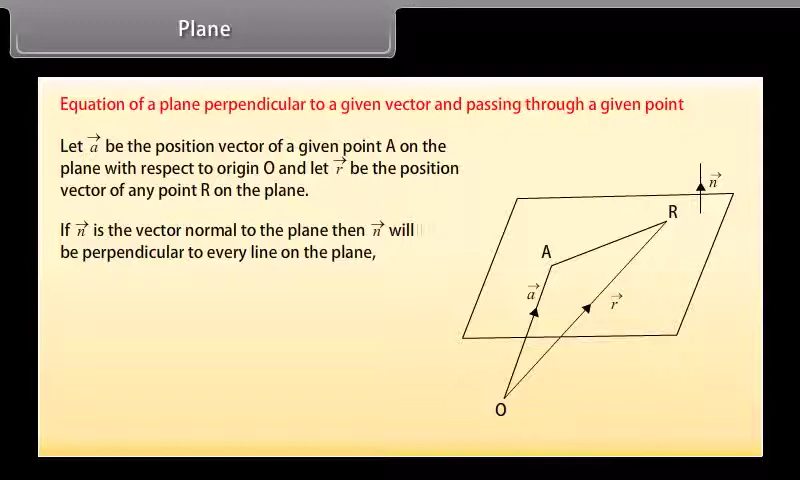 Plane
Equation of a plane perpendicular to a given vector and passing through a given point
Let a⃗ be the position vector of a given point A on the
plane with respect to origin O and let r⃗ be the position
vector of any point R on the plane.
If n⃗ is the vector normal to the plane then n⃗ will
be perpendicular to every line on the plane,
n⃗
R
A
a⃗
r⃗
O